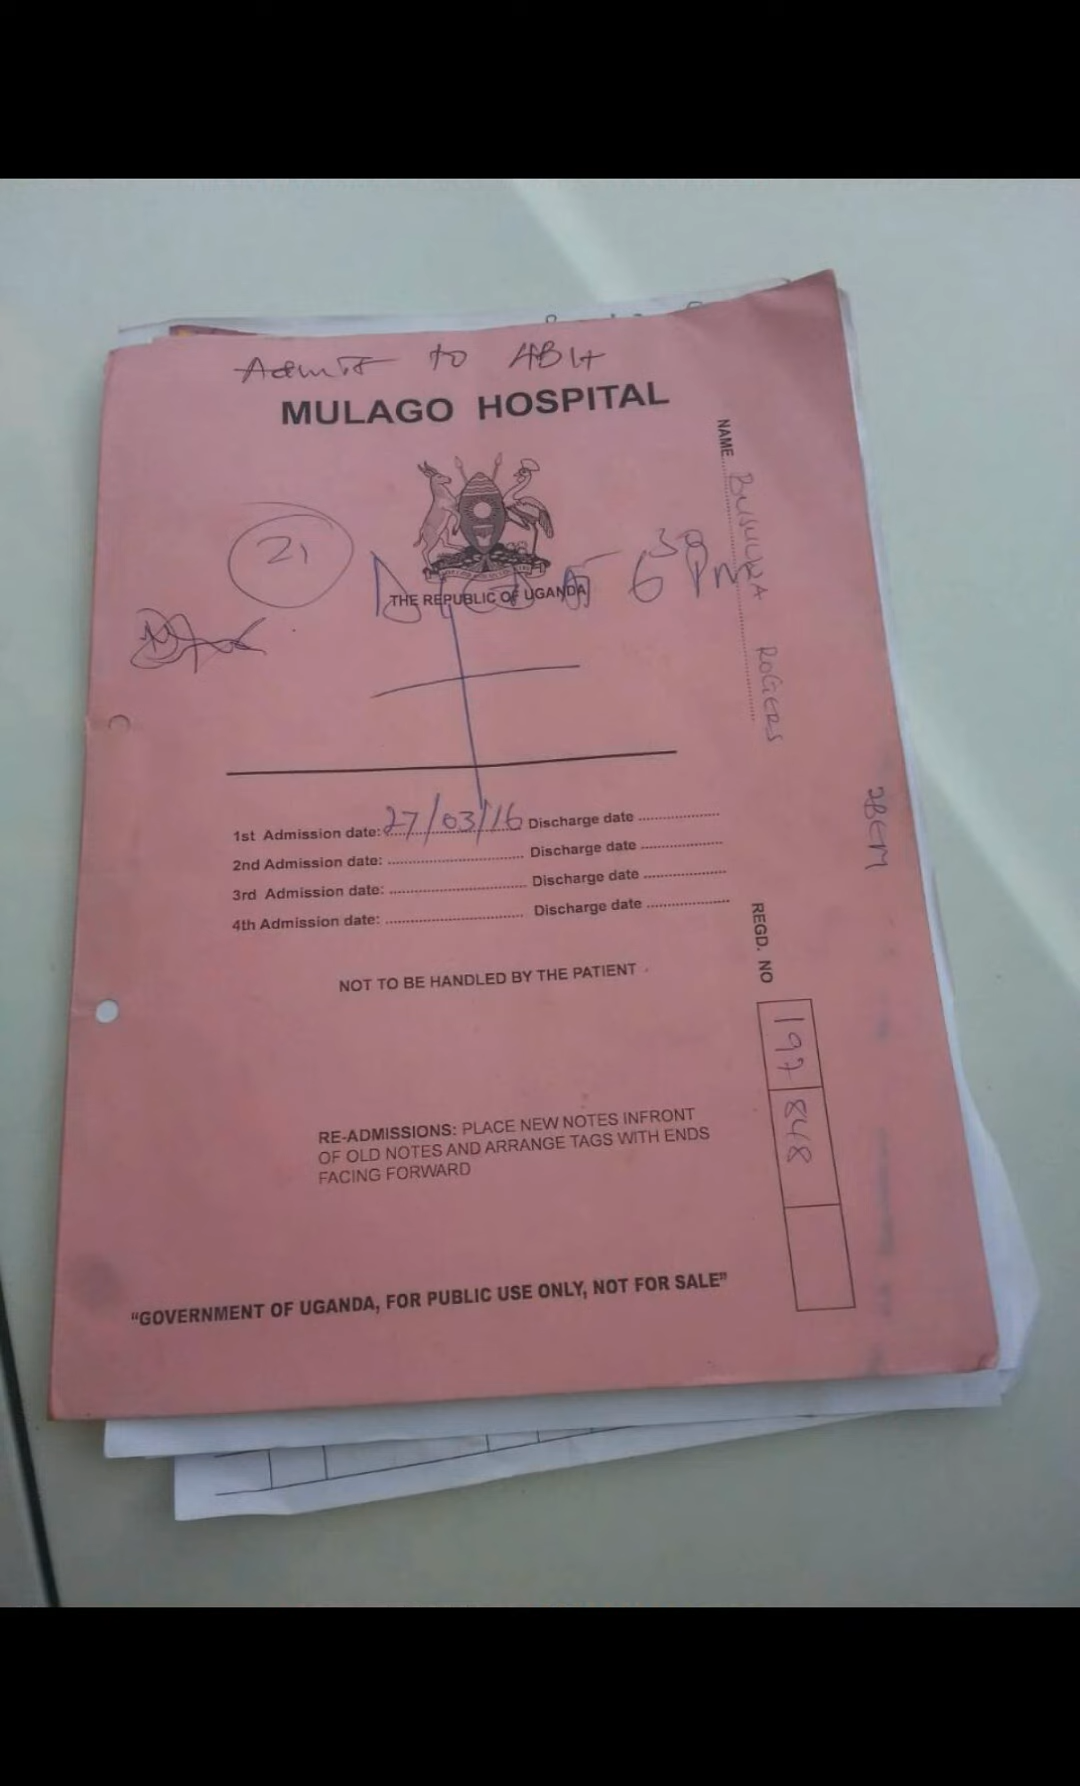 Admit to
MULAGO HOSPITAL
21
THE REPUBLIC OF UGANDA
6 30 PM
1st Admission date: 27/03/16 Discharge date ..................
2nd Admission date: .............................. Discharge date ..................
3rd Admission date: .............................. Discharge date ..................
4th Admission date: .............................. Discharge date ..................
NOT TO BE HANDLED BY THE PATIENT
RE-ADMISSIONS: PLACE NEW NOTES INFRONT
OF OLD NOTES AND ARRANGE TAGS WITH ENDS
FACING FORWARD
"GOVERNMENT OF UGANDA, FOR PUBLIC USE ONLY, NOT FOR SALE"
NAME BUSULWA ROGERS
REGD. NO 197 848